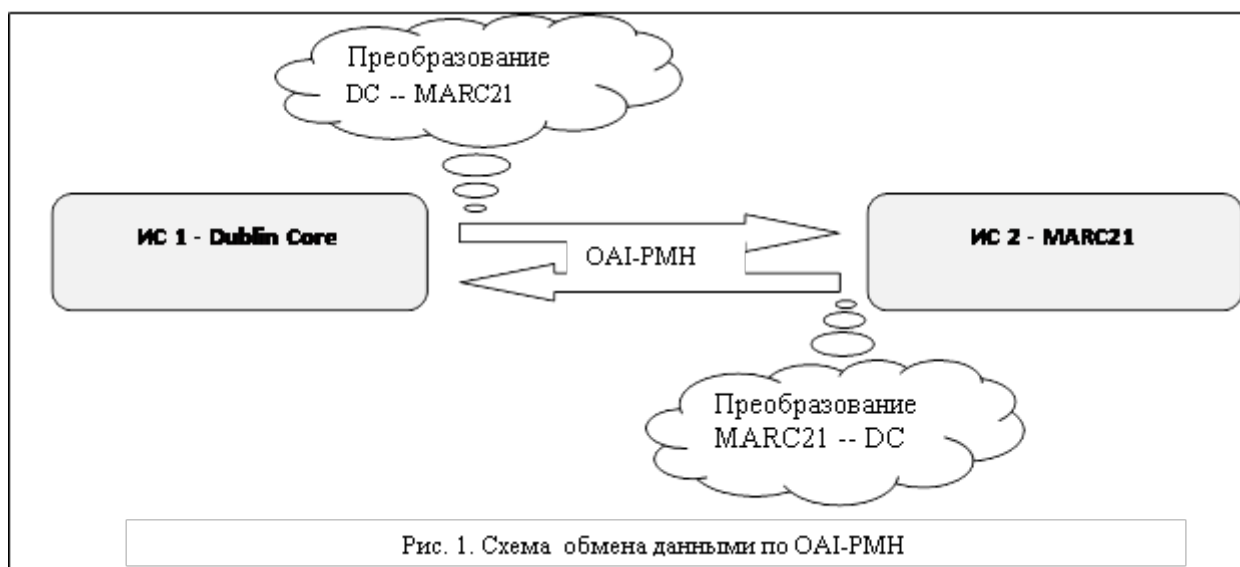 Преобразование
DC -- MARC21
ИС 1 - Dublin Core
OAI-PMH
ИС 2 - MARC21
Преобразование
MARC21 -- DC
Рис. 1. Схема обмена данными по OAI-PMH